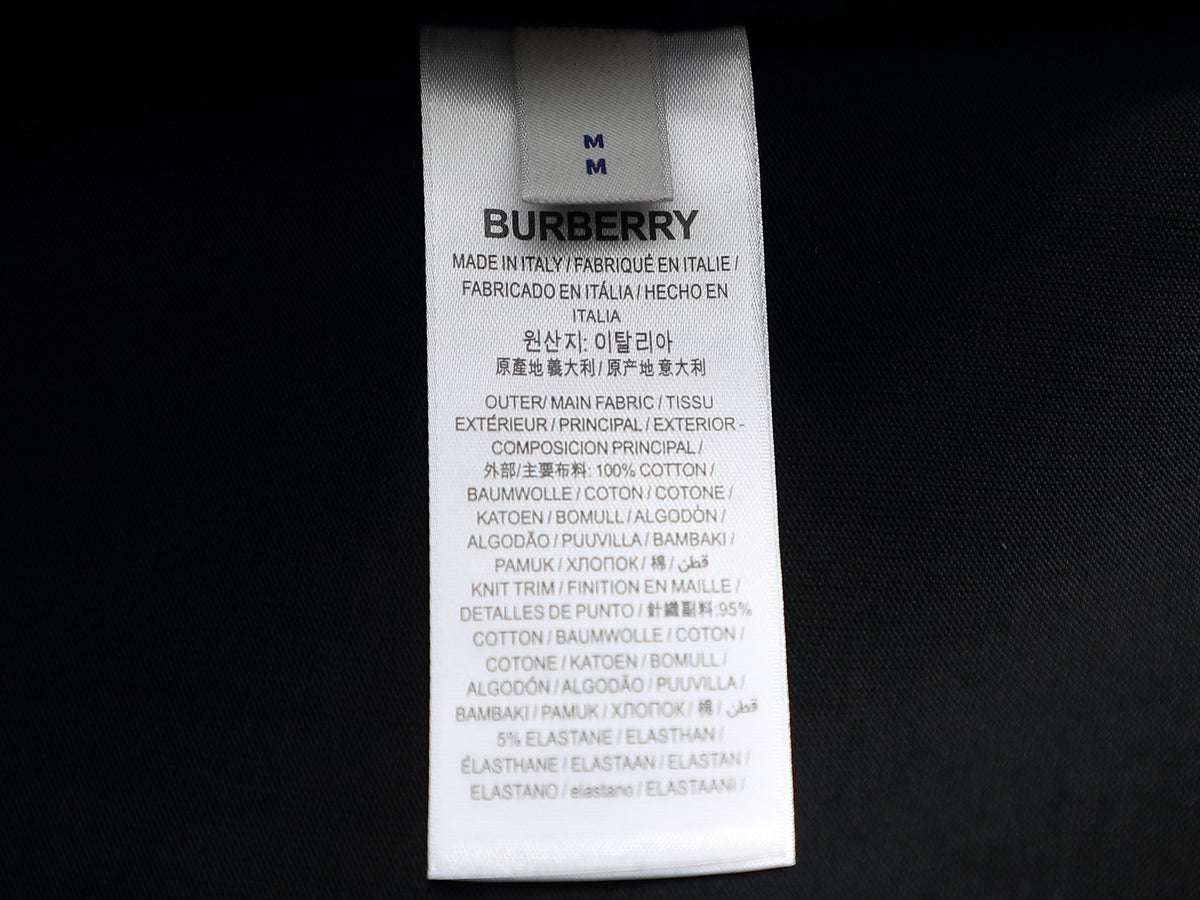 M
M
BURBERRY
MADE IN ITALY / FABRIQUÉ EN ITALIE /
FABRICADO EN ITÁLIA / HECHO EN
ITALIA
원산지: 이탈리아
原產地 義大利 / 原产地 意大利
OUTER/ MAIN FABRIC / TISSU
EXTÉRIEUR / PRINCIPAL / EXTERIOR -
COMPOSICION PRINCIPAL /
外部/主要布料: 100% COTTON /
BAUMWOLLE / COTON / COTONE /
KATOEN / BOMULL / ALGODÓN /
ALGODÃO / PUUVILLA / BAMBAKI /
PAMUK / ХЛОПОК / 棉 / قطن
KNIT TRIM / FINITION EN MAILLE /
DETALLES DE PUNTO / 針織副料:95%
COTTON / BAUMWOLLE / COTON /
COTONE / KATOEN / BOMULL /
ALGODÓN / ALGODÃO / PUUVILLA /
BAMBAKI / PAMUK / ХЛОПОК / 棉 / قطن
5% ELASTANE / ELASTHAN /
ÉLASTHANE / ELASTAAN / ELASTAN /
ELASTANO / elastano / ELASTAANI /